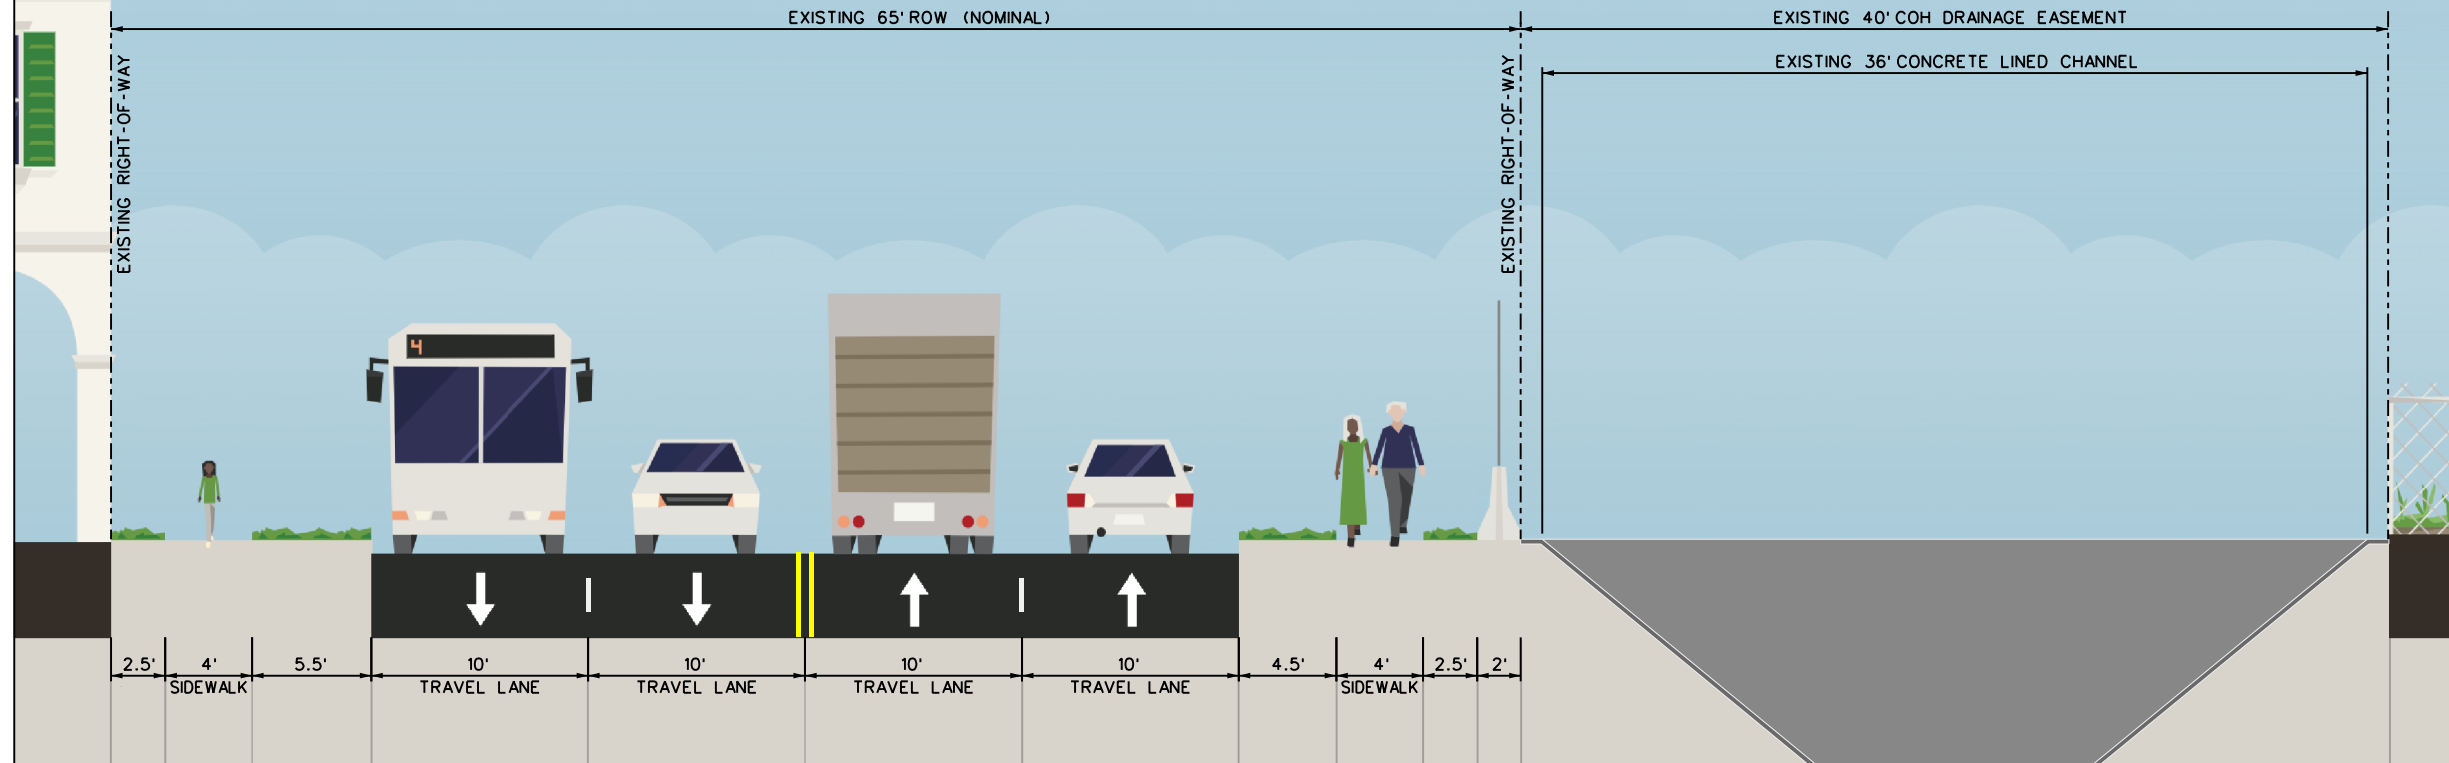 EXISTING 65' ROW (NOMINAL)
EXISTING 40' COH DRAINAGE EASEMENT
EXISTING 36' CONCRETE LINED CHANNEL
EXISTING RIGHT-OF-WAY
EXISTING RIGHT-OF-WAY
4
2.5' 4' 5.5' 10' 10' 10' 10' 4.5' 4' 2.5' 2'
SIDEWALK TRAVEL LANE TRAVEL LANE TRAVEL LANE TRAVEL LANE SIDEWALK